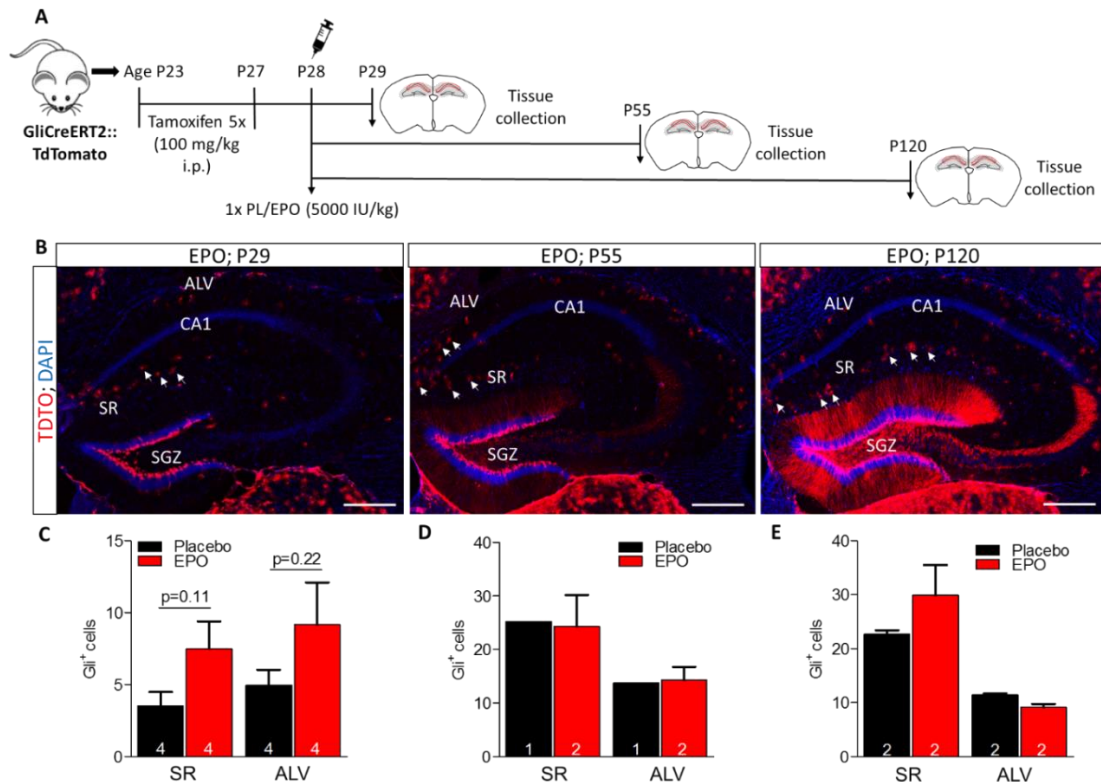 A
Age P23
P27
P28
P29
GliCreERT2::
TdTomato
Tamoxifen 5x
(100 mg/kg
i.p.)
1x PL/EPO (5000 IU/kg)
Tissue
collection
P55
Tissue
collection
P120
Tissue
collection
B
EPO; P29
EPO; P55
EPO; P120
TDTO; DAPI
ALV
CA1
SR
SGZ
ALV
CA1
SR
SGZ
ALV
CA1
SR
SGZ
C
Placebo
EPO
p=0.11
p=0.22
Gli+ cells
15
10
5
0
4 4 4 4
SR ALV
D
Placebo
EPO
Gli+ cells
40
30
20
10
0
1 2 1 2
SR ALV
E
Placebo
EPO
Gli+ cells
40
30
20
10
0
2 2 2 2
SR ALV